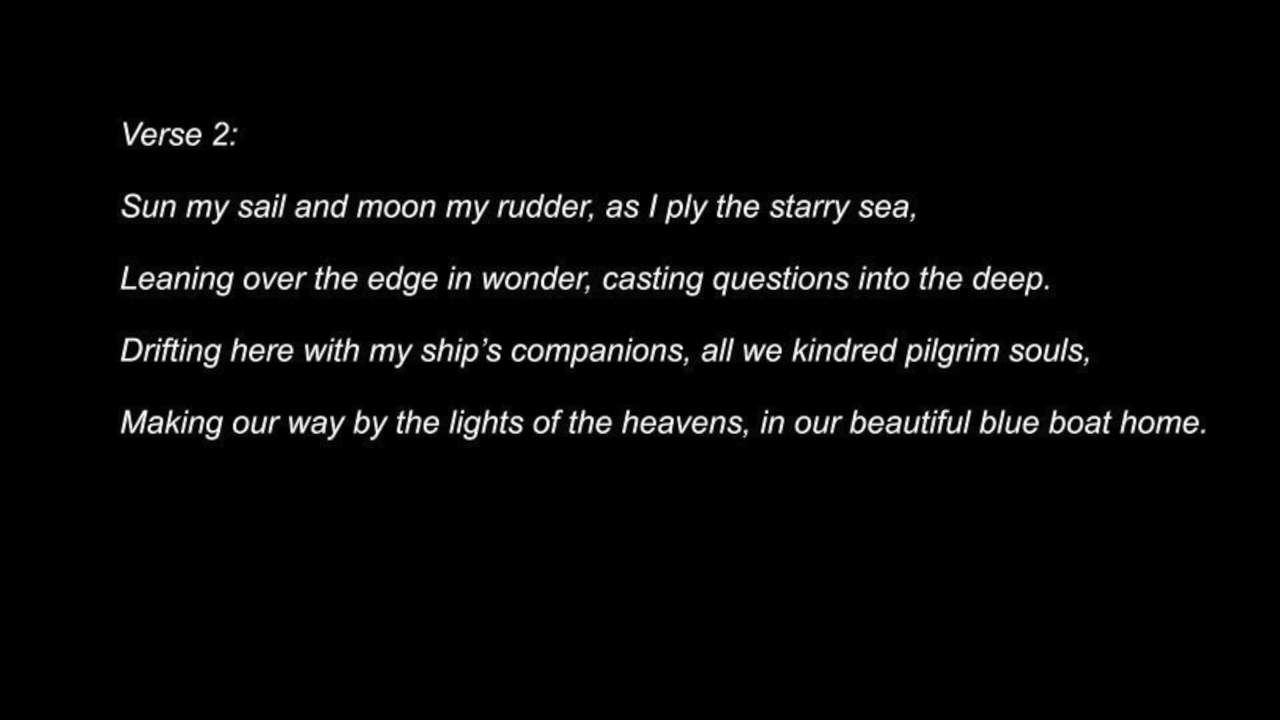 Verse 2:
Sun my sail and moon my rudder, as I ply the starry sea,
Leaning over the edge in wonder, casting questions into the deep.
Drifting here with my ship’s companions, all we kindred pilgrim souls,
Making our way by the lights of the heavens, in our beautiful blue boat home.